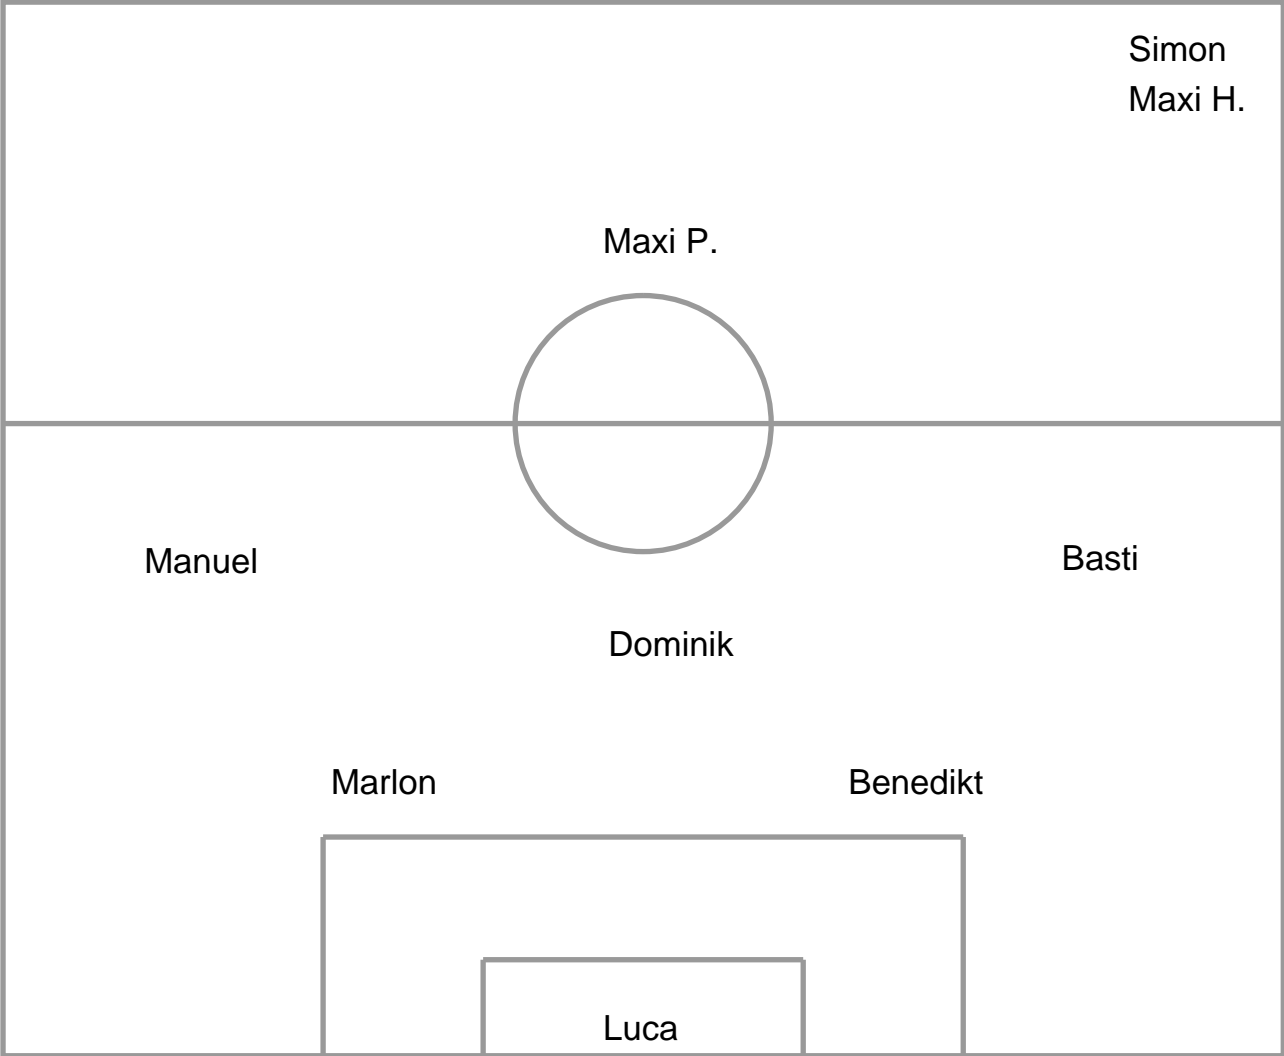 Simon
Maxi H.
Maxi P.
Manuel
Basti
Dominik
Marlon
Benedikt
Luca